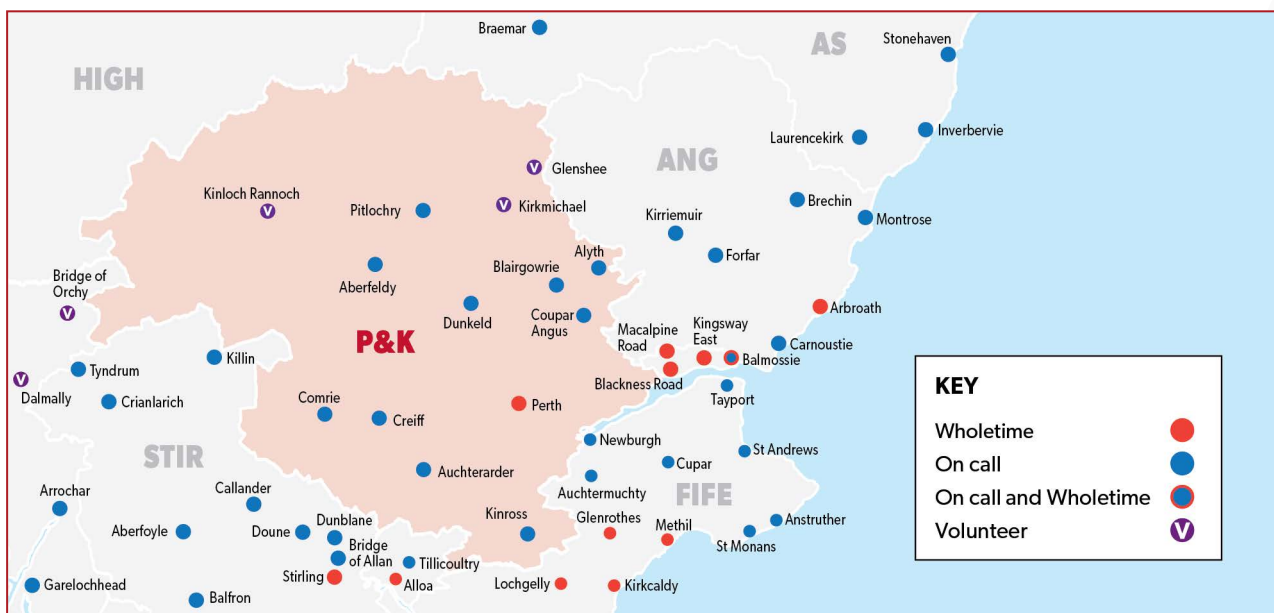 Braemar
AS
Stonehaven
HIGH
Laurencekirk
Inverbervie
ANG
Glenshee
Kinloch Rannoch
Pitlochry
Kirkmichael
Brechin
Kirriemuir
Montrose
Forfar
Alyth
Blairgowrie
Bridge of
Orchy
Aberfeldy
Dunkeld
Coupar
Angus
Arbroath
Macalpine
Road
Kingsway
East
P&K
Carnoustie
Killin
Balmossie
Tyndrum
Blackness Road
Dalmally
Crianlarich
Tayport
Comrie
Creiff
Perth
Newburgh
St Andrews
STIR
Cupar
Auchterarder
Auchtermuchty
FIFE
Arrochar
Callander
Glenrothes
Methil
Anstruther
Aberfoyle
Doune
Dunblane
Kinross
St Monans
Bridge
of Allan
Tillicoultry
Stirling
Alloa
Lochgelly
Kirkcaldy
Garelochhead
Balfron
KEY
Wholetime
On call
On call and Wholetime
Volunteer
V
V
V
V
V
V